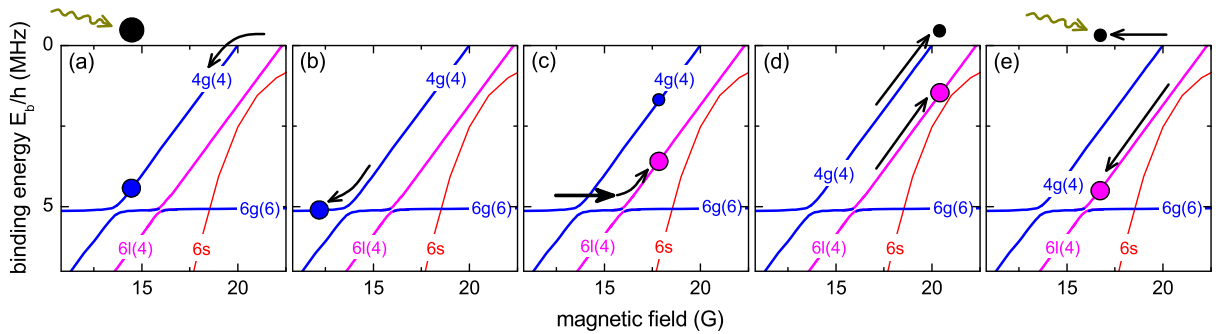 0
5
binding energy E_b/h (MHz)
(a)
4g(4)
6l(4)
6s
6g(6)
15
20
(b)
4g(4)
6l(4)
6s
6g(6)
15
20
(c)
4g(4)
6l(4)
6s
6g(6)
15
20
(d)
4g(4)
6l(4)
6s
6g(6)
15
20
(e)
4g(4)
6l(4)
6s
6g(6)
15
20
magnetic field (G)